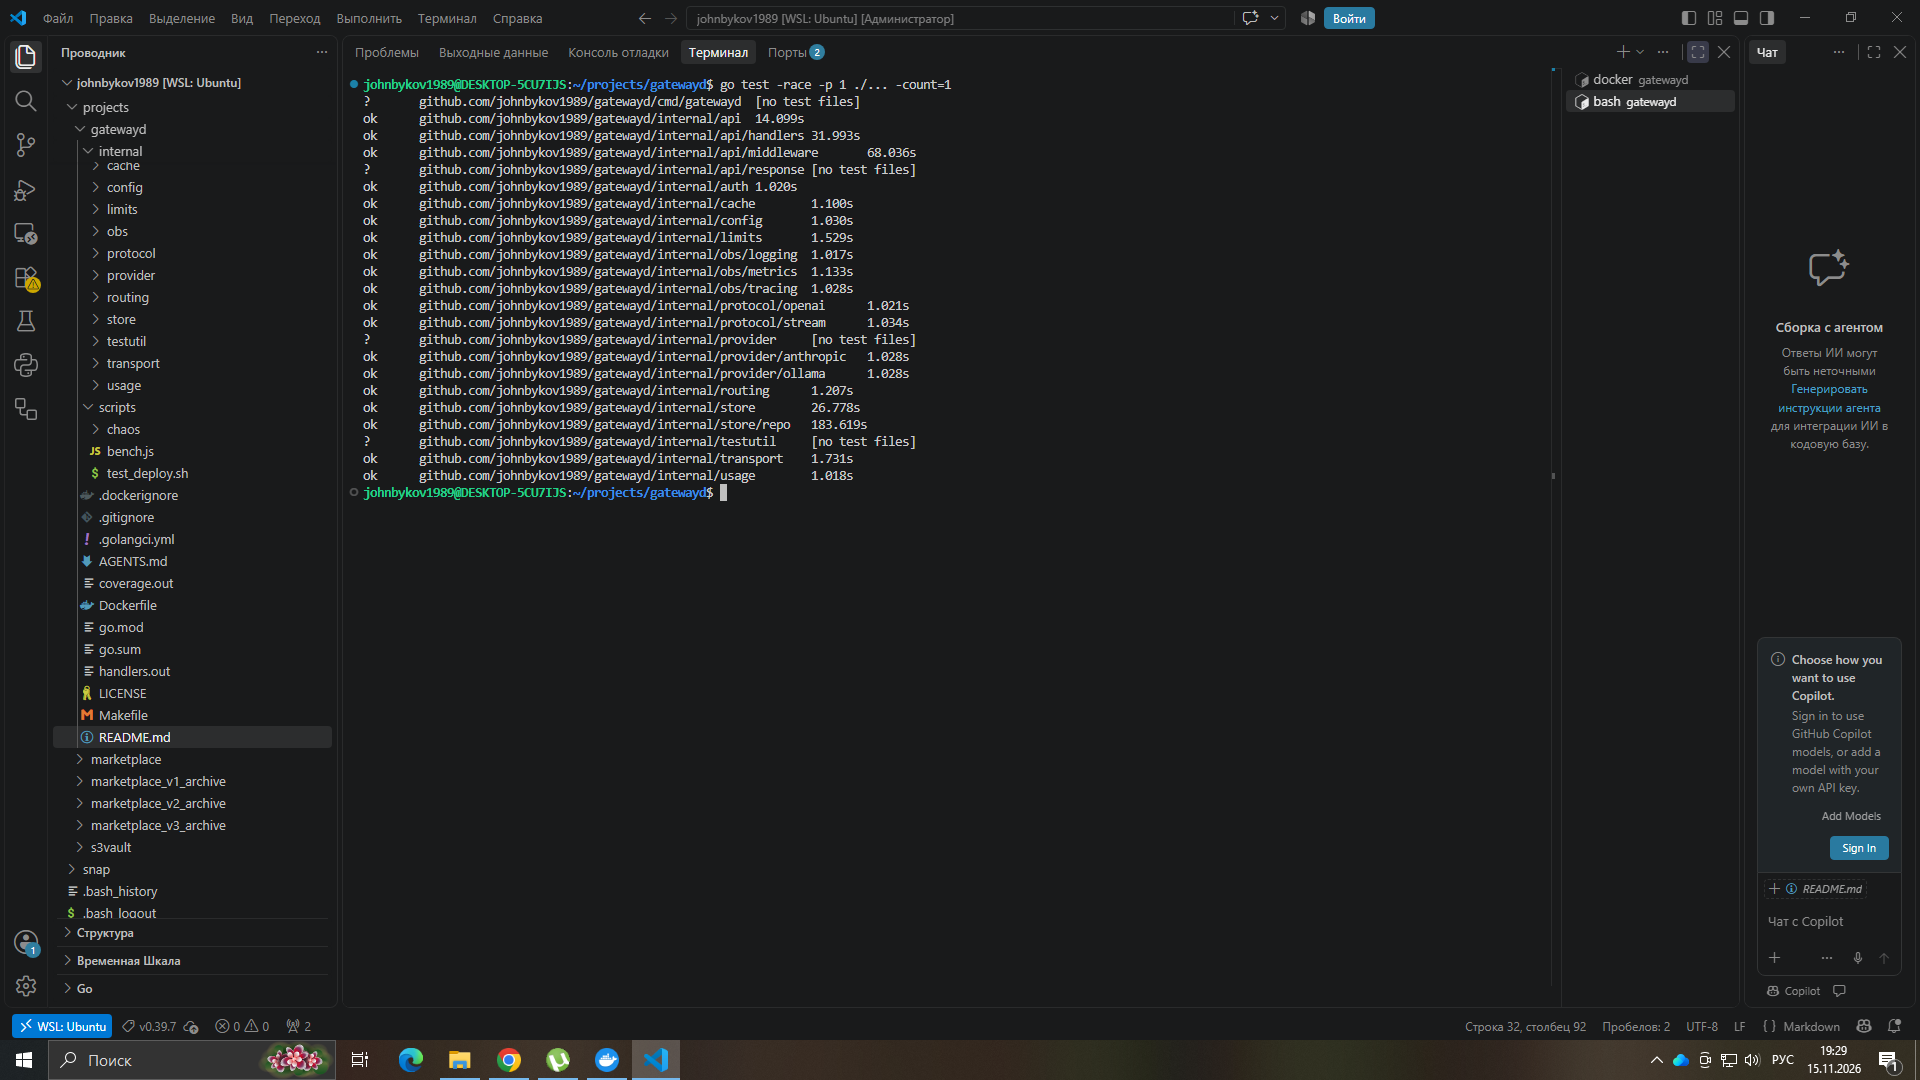 Файл Правка Выделение Вид Переход Выполнить Терминал Справка
johnbykov1989 [WSL: Ubuntu] [Администратор]
Войти
Проводник
johnbykov1989 [WSL: Ubuntu]
projects
gatewayd
internal
cache
config
limits
obs
protocol
provider
routing
store
testutil
transport
usage
scripts
chaos
JS bench.js
$ test_deploy.sh
.dockerignore
.gitignore
! .golangci.yml
AGENTS.md
coverage.out
Dockerfile
go.mod
go.sum
handlers.out
LICENSE
Makefile
README.md
marketplace
marketplace_v1_archive
marketplace_v2_archive
marketplace_v3_archive
s3vault
snap
.bash_history
$ .bash_logout
Структура
Временная Шкала
Go
Проблемы Выходные данные Консоль отладки Терминал Порты 2
johnbykov1989@DESKTOP-5CU7IJS:~/projects/gatewayd$ go test -race -p 1 ./... -count=1
? github.com/johnbykov1989/gatewayd/cmd/gatewayd [no test files]
ok github.com/johnbykov1989/gatewayd/internal/api 14.099s
ok github.com/johnbykov1989/gatewayd/internal/api/handlers 31.993s
ok github.com/johnbykov1989/gatewayd/internal/api/middleware 68.036s
? github.com/johnbykov1989/gatewayd/internal/api/response [no test files]
ok github.com/johnbykov1989/gatewayd/internal/auth 1.020s
ok github.com/johnbykov1989/gatewayd/internal/cache 1.100s
ok github.com/johnbykov1989/gatewayd/internal/config 1.030s
ok github.com/johnbykov1989/gatewayd/internal/limits 1.529s
ok github.com/johnbykov1989/gatewayd/internal/obs/logging 1.017s
ok github.com/johnbykov1989/gatewayd/internal/obs/metrics 1.133s
ok github.com/johnbykov1989/gatewayd/internal/obs/tracing 1.028s
ok github.com/johnbykov1989/gatewayd/internal/protocol/openai 1.021s
ok github.com/johnbykov1989/gatewayd/internal/protocol/stream 1.034s
? github.com/johnbykov1989/gatewayd/internal/provider [no test files]
ok github.com/johnbykov1989/gatewayd/internal/provider/anthropic 1.028s
ok github.com/johnbykov1989/gatewayd/internal/provider/ollama 1.028s
ok github.com/johnbykov1989/gatewayd/internal/routing 1.207s
ok github.com/johnbykov1989/gatewayd/internal/store 26.778s
ok github.com/johnbykov1989/gatewayd/internal/store/repo 183.619s
? github.com/johnbykov1989/gatewayd/internal/testutil [no test files]
ok github.com/johnbykov1989/gatewayd/internal/transport 1.731s
ok github.com/johnbykov1989/gatewayd/internal/usage 1.018s
johnbykov1989@DESKTOP-5CU7IJS:~/projects/gatewayd$
docker gatewayd
bash gatewayd
Чат
Сборка с агентом
Ответы ИИ могут
быть неточными
Генерировать
инструкции агента
для интеграции ИИ в
кодовую базу.
Choose how you
want to use
Copilot.
Sign in to use
GitHub Copilot
models, or add a
model with your
own API key.
Add Models
Sign In
README.md
Чат с Copilot
Copilot
1
WSL: Ubuntu v0.39.7 0 0 2
Строка 32, столбец 92 Пробелов: 2 UTF-8 LF { } Markdown
Поиск
РУС
19:29
15.11.2026
1